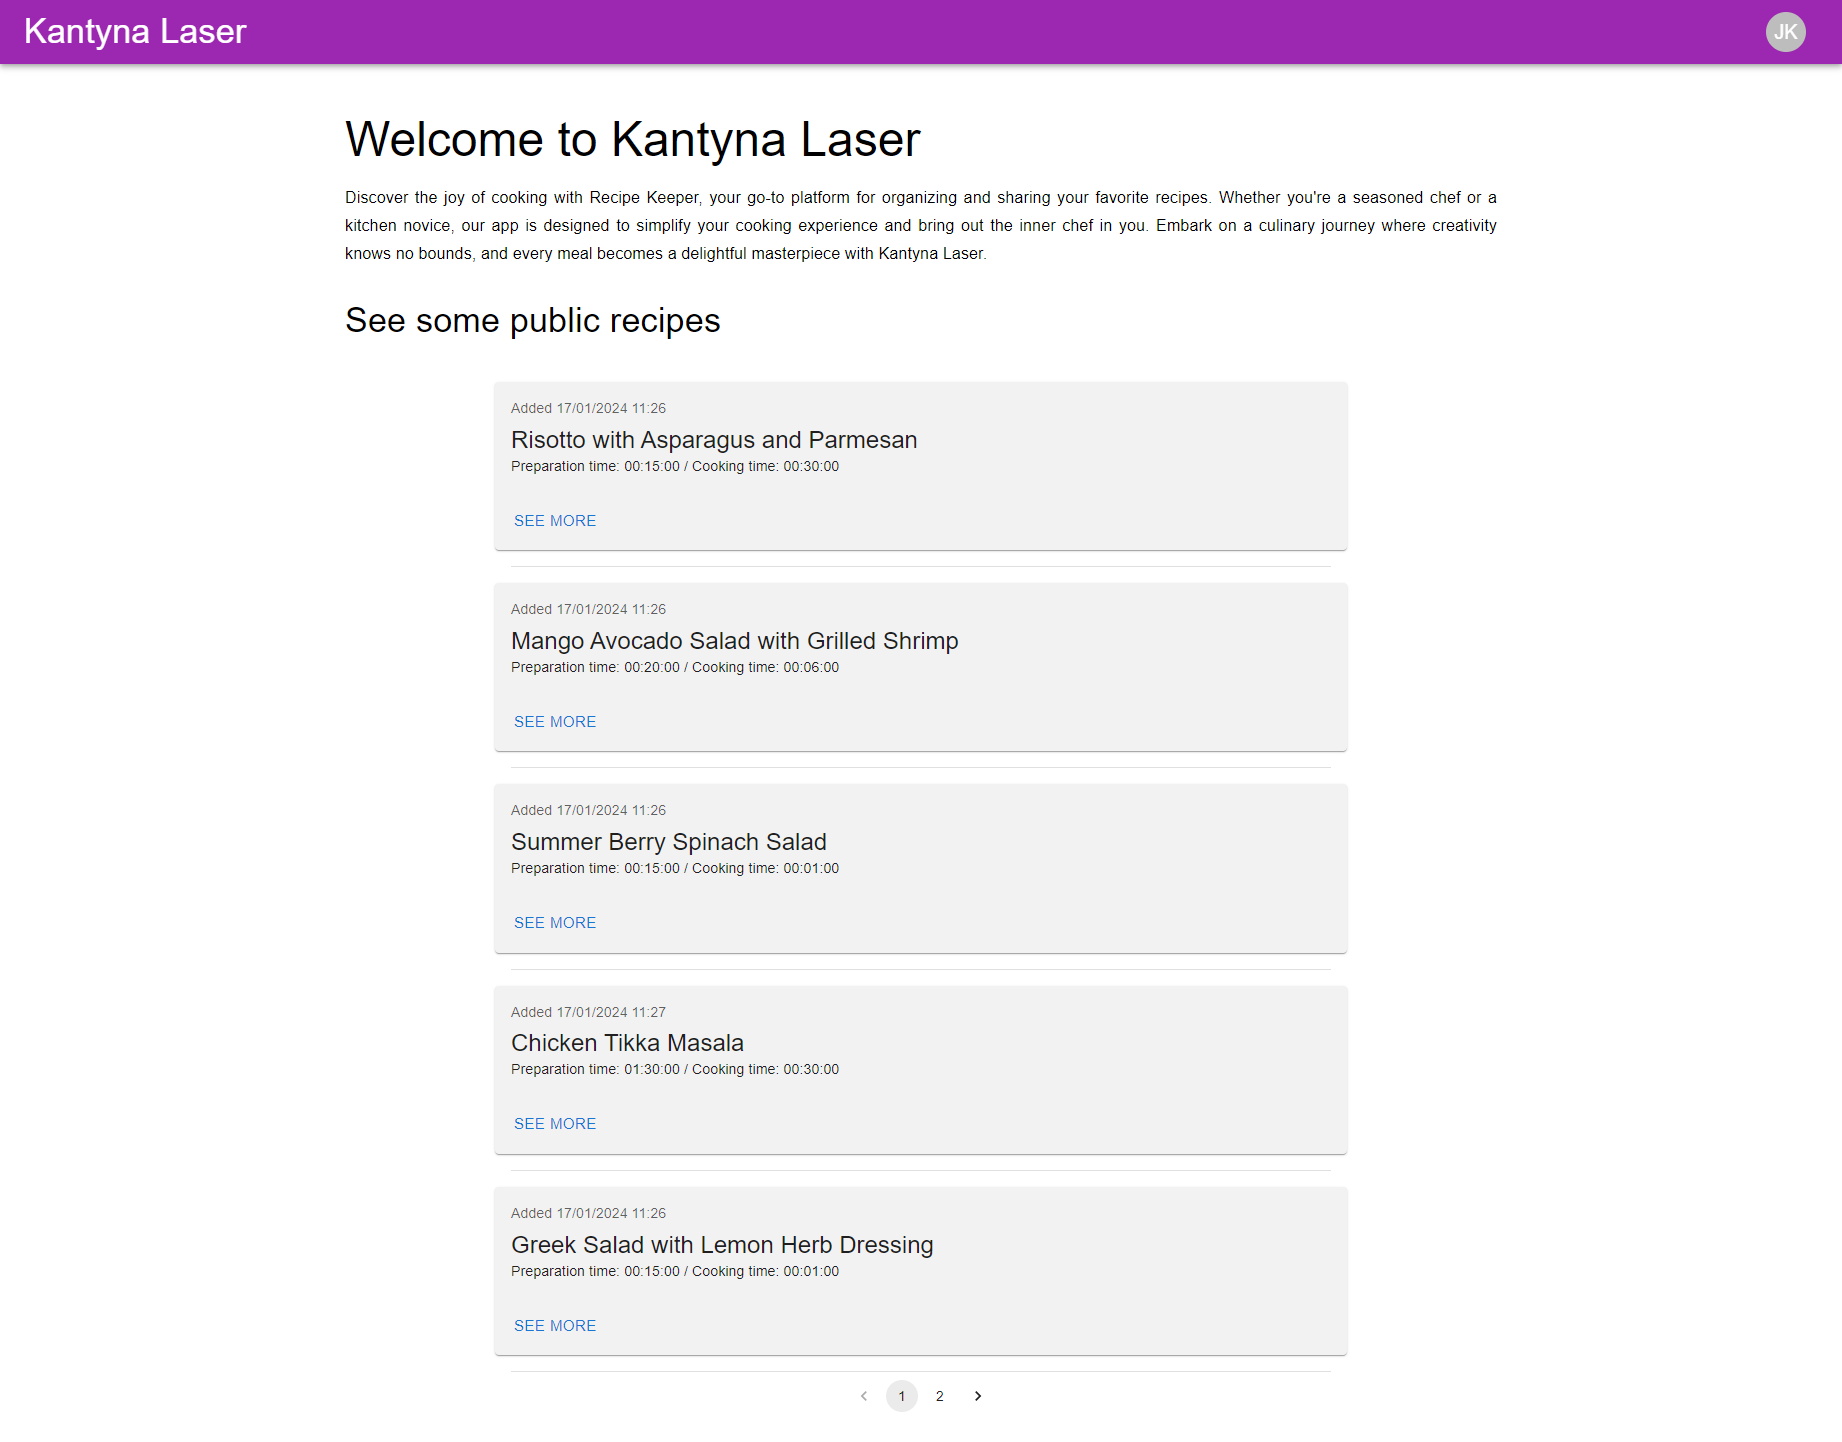 Kantyna Laser
JK
Welcome to Kantyna Laser
Discover the joy of cooking with Recipe Keeper, your go-to platform for organizing and sharing your favorite recipes. Whether you're a seasoned chef or a
kitchen novice, our app is designed to simplify your cooking experience and bring out the inner chef in you. Embark on a culinary journey where creativity
knows no bounds, and every meal becomes a delightful masterpiece with Kantyna Laser.
See some public recipes
Added 17/01/2024 11:26
Risotto with Asparagus and Parmesan
Preparation time: 00:15:00 / Cooking time: 00:30:00
SEE MORE
Added 17/01/2024 11:26
Mango Avocado Salad with Grilled Shrimp
Preparation time: 00:20:00 / Cooking time: 00:06:00
SEE MORE
Added 17/01/2024 11:26
Summer Berry Spinach Salad
Preparation time: 00:15:00 / Cooking time: 00:01:00
SEE MORE
Added 17/01/2024 11:27
Chicken Tikka Masala
Preparation time: 01:30:00 / Cooking time: 00:30:00
SEE MORE
Added 17/01/2024 11:26
Greek Salad with Lemon Herb Dressing
Preparation time: 00:15:00 / Cooking time: 00:01:00
SEE MORE
1 2